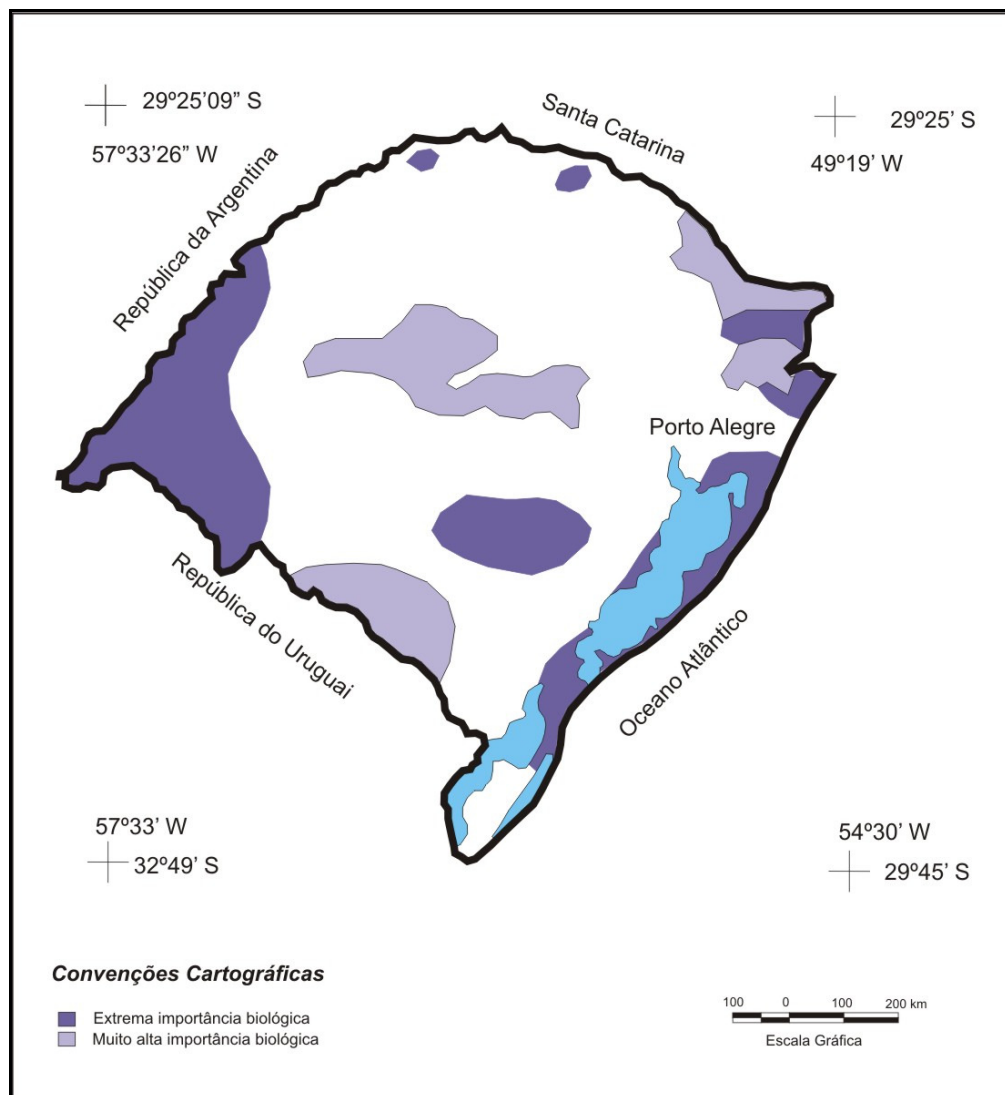 29º25’09” S
57º33’26” W
Santa Catarina
29º25’ S
49º19’ W
República da Argentina
Porto Alegre
República do Uruguai
Oceano Atlântico
57º33’ W
32º49’ S
54º30’ W
29º45’ S
Convenções Cartográficas
Extrema importância biológica
Muito alta importância biológica
100 0 100 200 km
Escala Gráfica